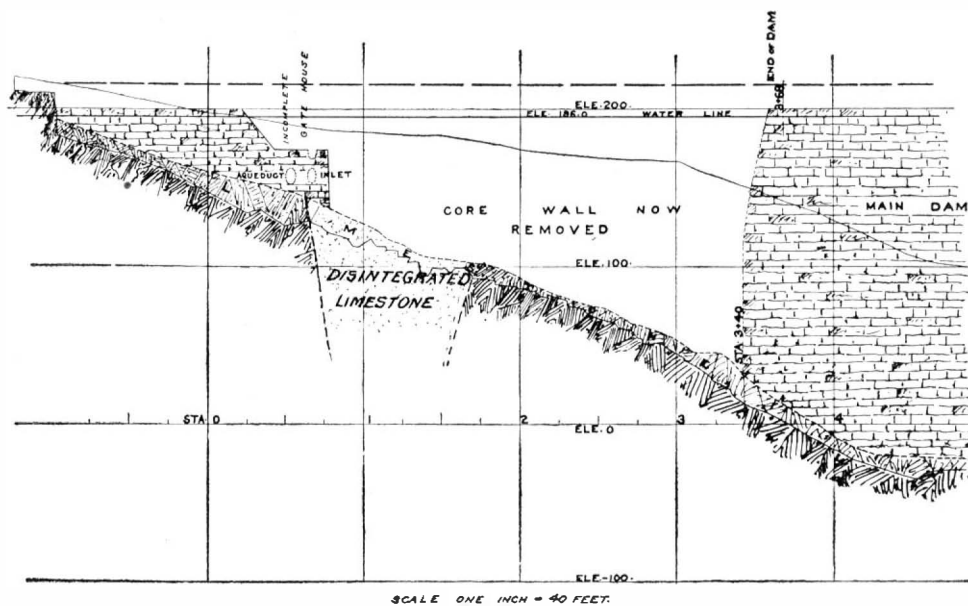 END OF DAM
3+68
INCOMPLETE
GATE HOUSE
ELE. 200.
ELE. 186.0 WATER LINE
AQUEDUCT INLET
CORE WALL NOW
REMOVED
MAIN DAM
L I M E
ELE. 100.
DISINTEGRATED
LIMESTONE
STA 3+40
STA 0
1
2
3
4
ELE. 0
ELE-100.
SCALE ONE INCH = 40 FEET.